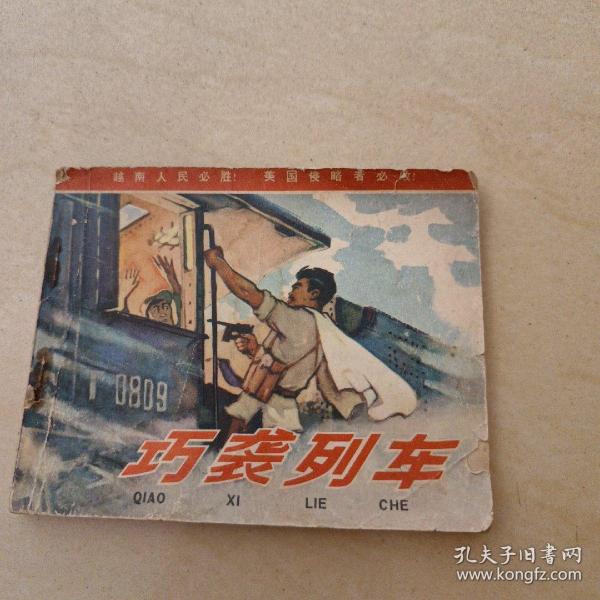 越南人民必胜! 美国侵略者必败!
0809
巧袭列车
QIAO XI LIE CHE
孔夫子旧书网
www.kongfz.com